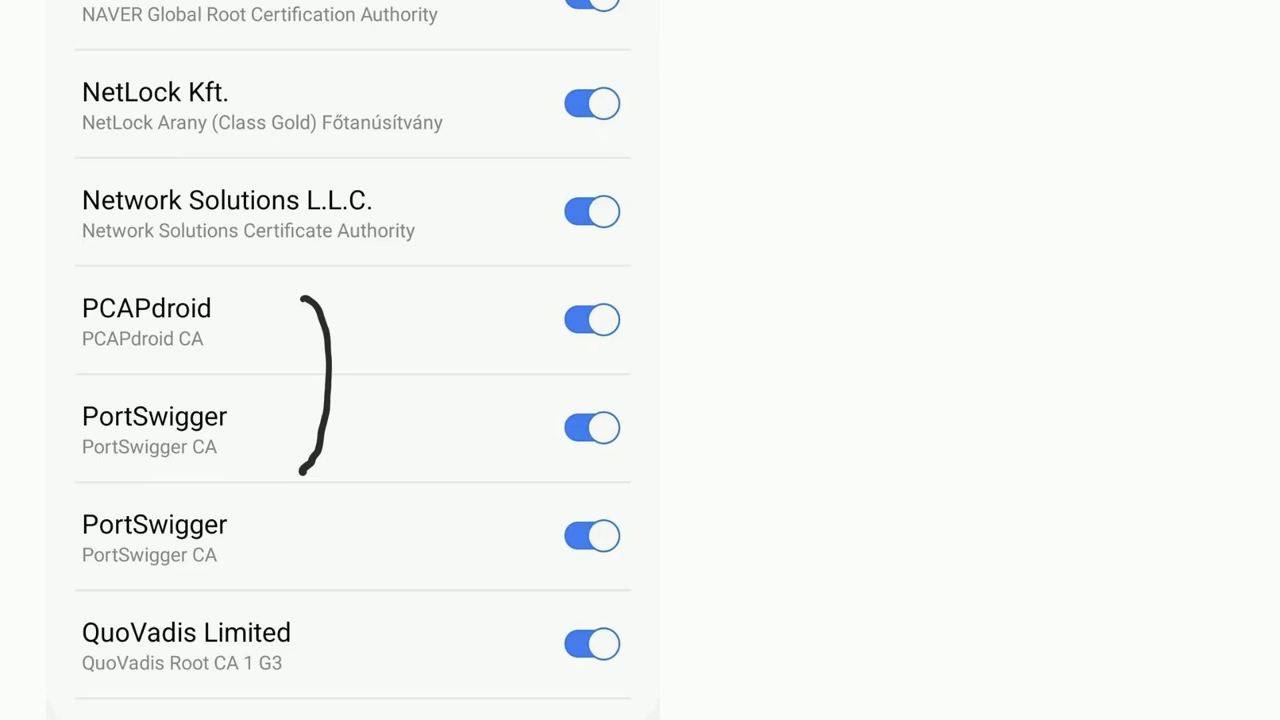 NAVER Global Root Certification Authority
NetLock Kft.
NetLock Arany (Class Gold) Főtanúsítvány
Network Solutions L.L.C.
Network Solutions Certificate Authority
PCAPdroid
PCAPdroid CA
PortSwigger
PortSwigger CA
PortSwigger
PortSwigger CA
QuoVadis Limited
QuoVadis Root CA 1 G3